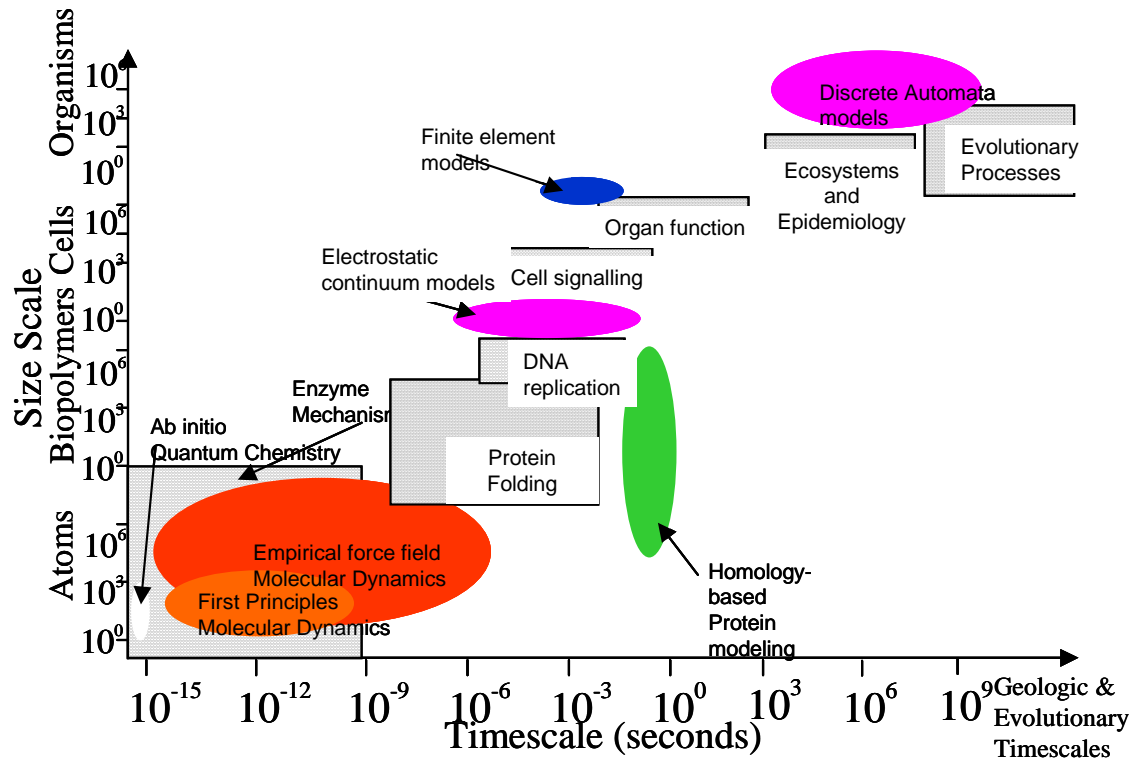 Size Scale
Organisms
Cells
Biopolymers
Atoms
10^6
10^3
10^0
10^6
10^3
10^0
10^6
10^3
10^0
10^6
10^3
10^0
Discrete Automata
models
Finite element
models
Evolutionary
Processes
Ecosystems
and
Epidemiology
Organ function
Electrostatic
continuum models
Cell signalling
DNA
replication
Enzyme
Mechanism
Ab initio
Quantum Chemistry
Protein
Folding
Empirical force field
Molecular Dynamics
First Principles
Molecular Dynamics
Homology-
based
Protein
modeling
10^-15
10^-12
10^-9
10^-6
10^-3
10^0
10^3
10^6
10^9
Geologic &
Evolutionary
Timescales
Timescale (seconds)